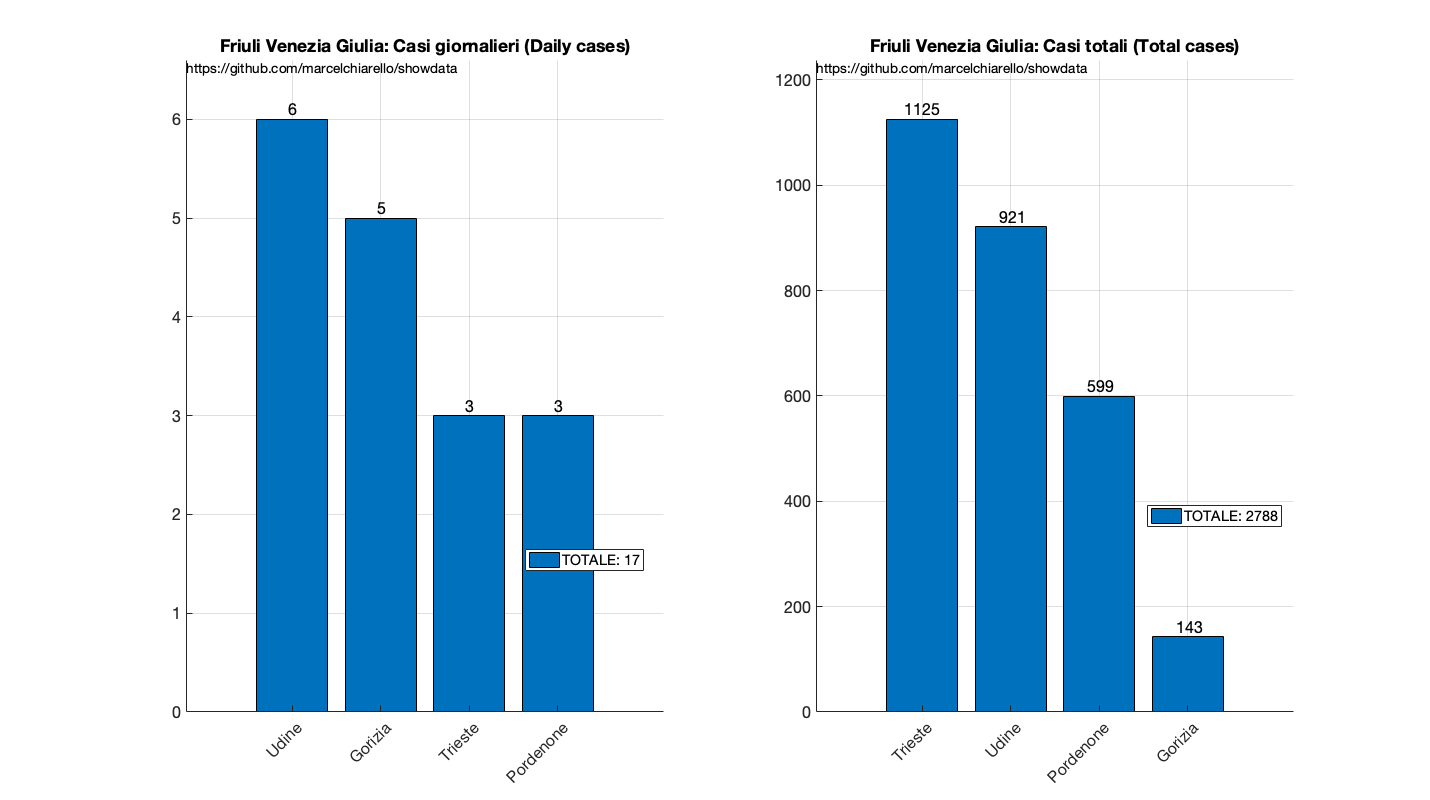 Friuli Venezia Giulia: Casi giornalieri (Daily cases)
https://github.com/marcelchiarello/showdata
6
5
3
3
TOTALE: 17
6
5
4
3
2
1
0
Udine
Gorizia
Trieste
Pordenone
Friuli Venezia Giulia: Casi totali (Total cases)
https://github.com/marcelchiarello/showdata
1125
921
599
143
TOTALE: 2788
1200
1000
800
600
400
200
0
Trieste
Udine
Pordenone
Gorizia